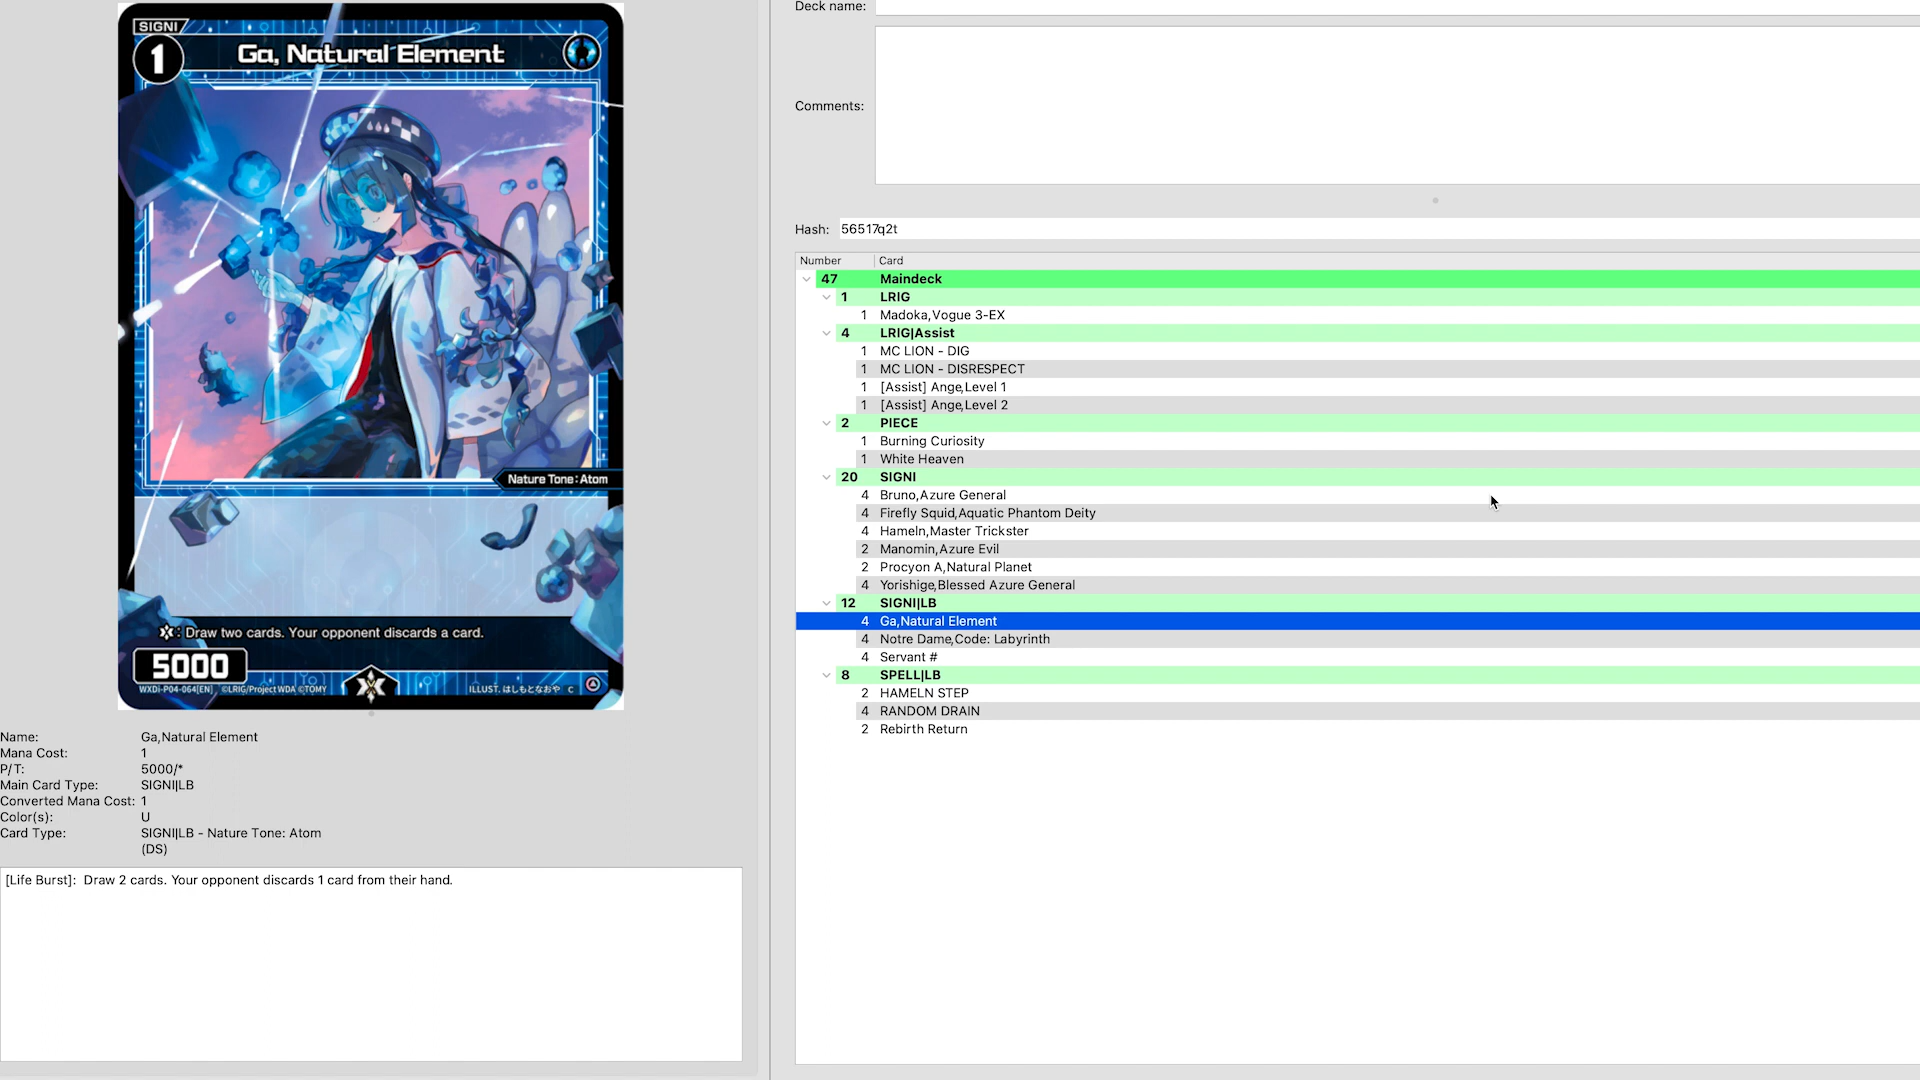 SIGNI
1 Ga, Natural Element
Nature Tone:Atom
: Draw two cards. Your opponent discards a card.
5000
WXDi-P04-064[EN] ©LRIG/Project WDA ©TOMY
ILLUST. はしもとなおや C
Name: Ga,Natural Element
Mana Cost: 1
P/T: 5000/*
Main Card Type: SIGNI|LB
Converted Mana Cost: 1
Color(s): U
Card Type: SIGNI|LB - Nature Tone: Atom
(DS)
[Life Burst]: Draw 2 cards. Your opponent discards 1 card from their hand.
Deck name:
Comments:
Hash: 56517q2t
Number Card
47 Maindeck
1 LRIG
1 Madoka,Vogue 3-EX
4 LRIG|Assist
1 MC LION - DIG
1 MC LION - DISRESPECT
1 [Assist] Ange,Level 1
1 [Assist] Ange,Level 2
2 PIECE
1 Burning Curiosity
1 White Heaven
20 SIGNI
4 Bruno,Azure General
4 Firefly Squid,Aquatic Phantom Deity
4 Hameln,Master Trickster
2 Manomin,Azure Evil
2 Procyon A,Natural Planet
4 Yorishige,Blessed Azure General
12 SIGNI|LB
4 Ga,Natural Element
4 Notre Dame,Code: Labyrinth
4 Servant #
8 SPELL|LB
2 HAMELN STEP
4 RANDOM DRAIN
2 Rebirth Return